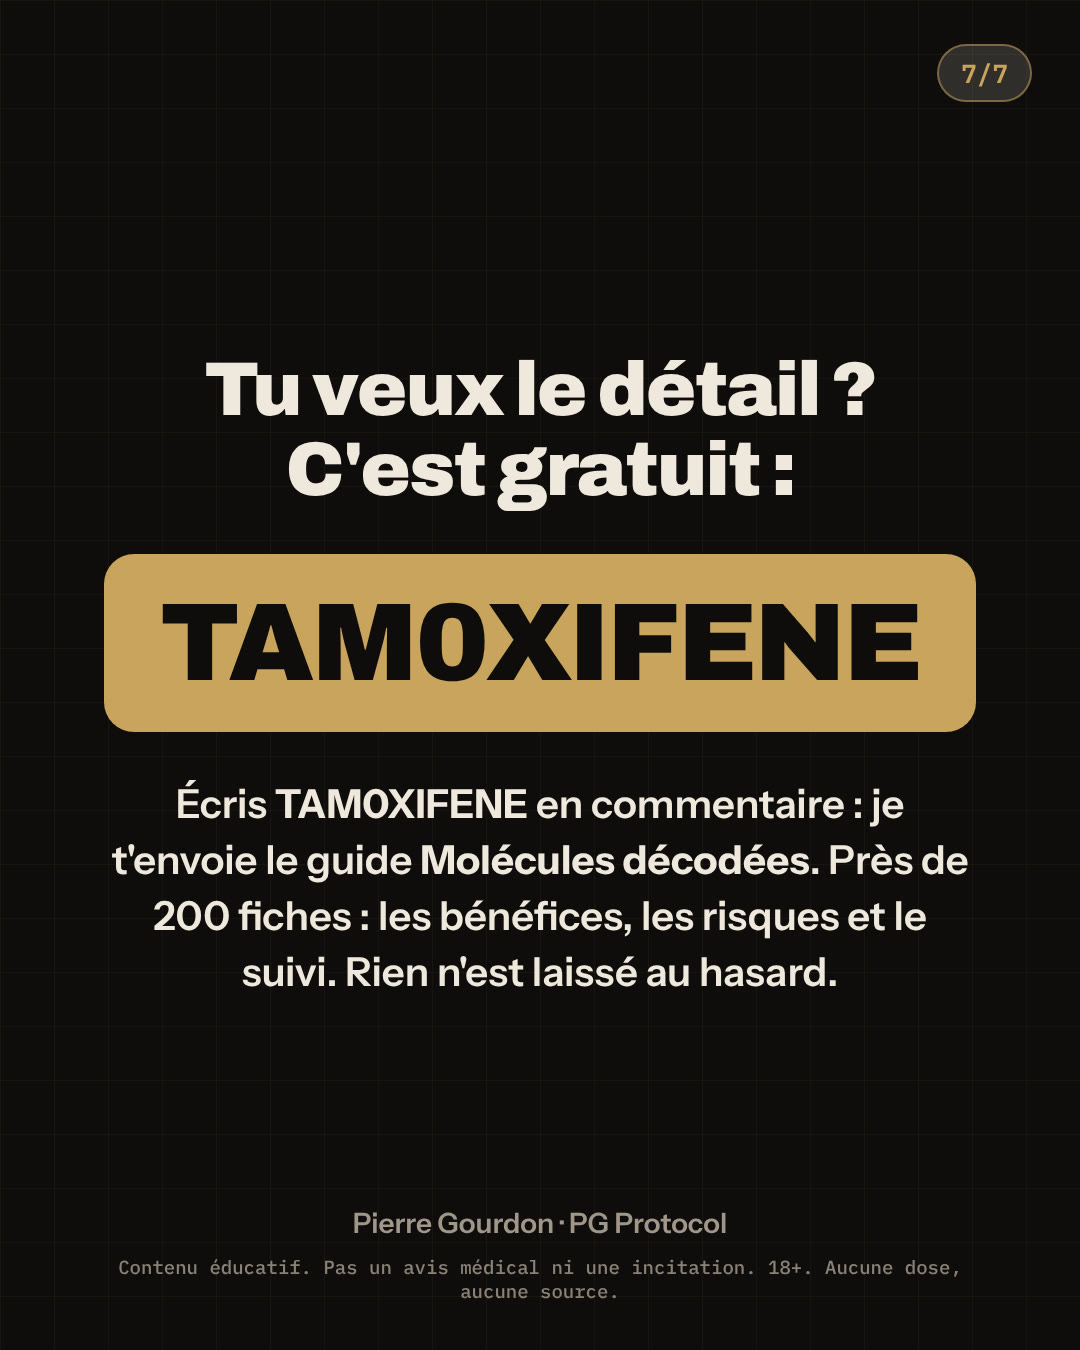 7/7
Tu veux le détail ?
C'est gratuit :
TAM0XIFENE
Écris TAM0XIFENE en commentaire : je
t'envoie le guide Molécules décodées. Près de
200 fiches : les bénéfices, les risques et le
suivi. Rien n'est laissé au hasard.
Pierre Gourdon · PG Protocol
Contenu éducatif. Pas un avis médical ni une incitation. 18+. Aucune dose,
aucune source.